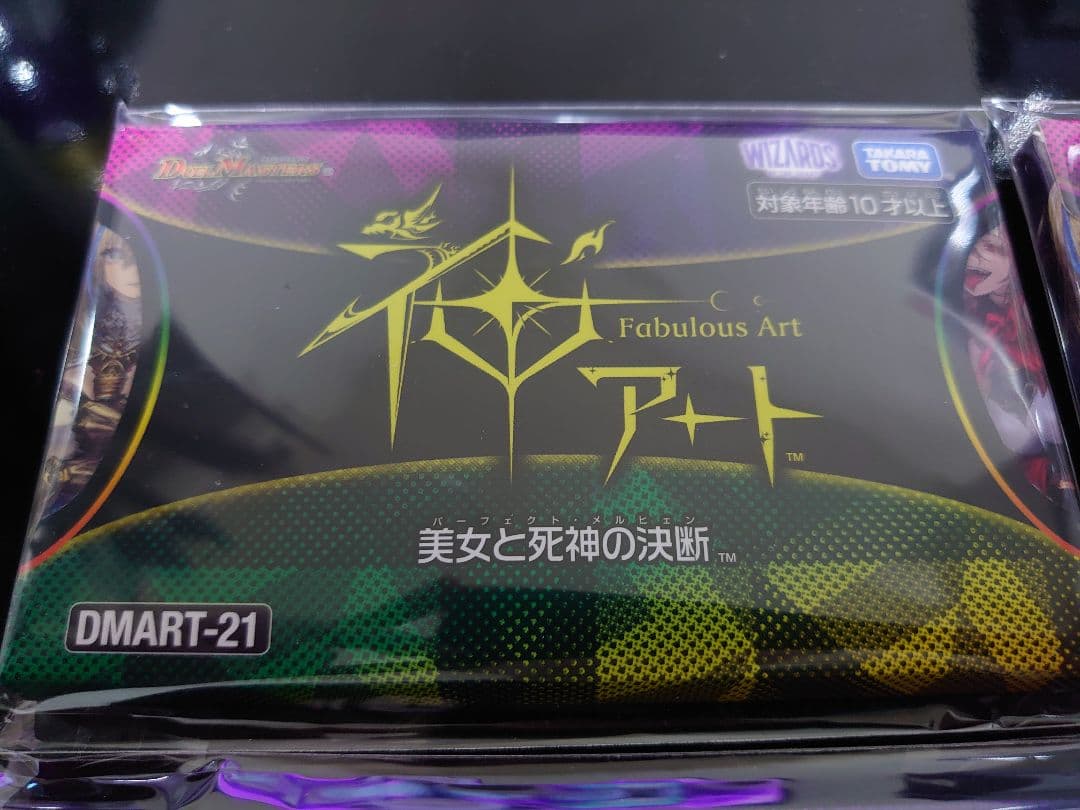 DUEL MASTERS
WIZARDS
TAKARA TOMY
対象年齢10才以上
神アート™
Fabulous Art
パーフェクト・メルヒェン
美女と死神の決断™
DMART-21